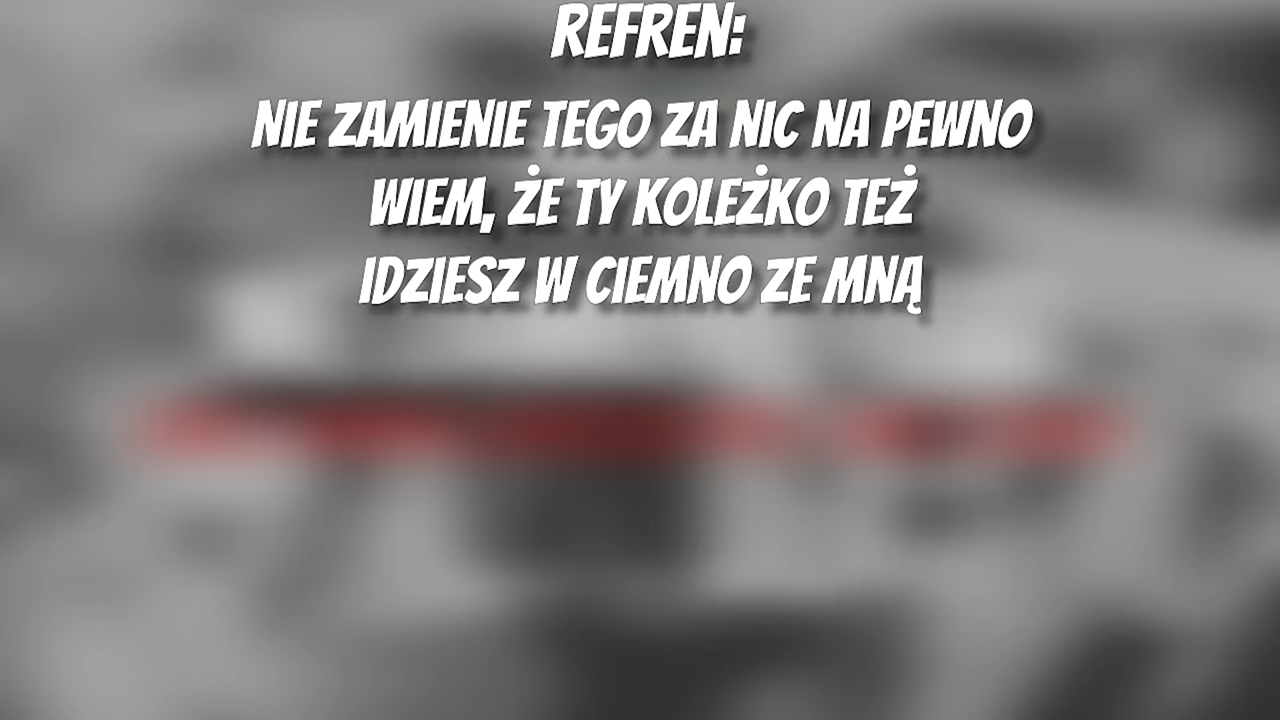 REFREN:
NIE ZAMIENIE TEGO ZA NIC NA PEWNO
WIEM, ŻE TY KOLEŻKO TEŻ
IDZIESZ W CIEMNO ZE MNĄ